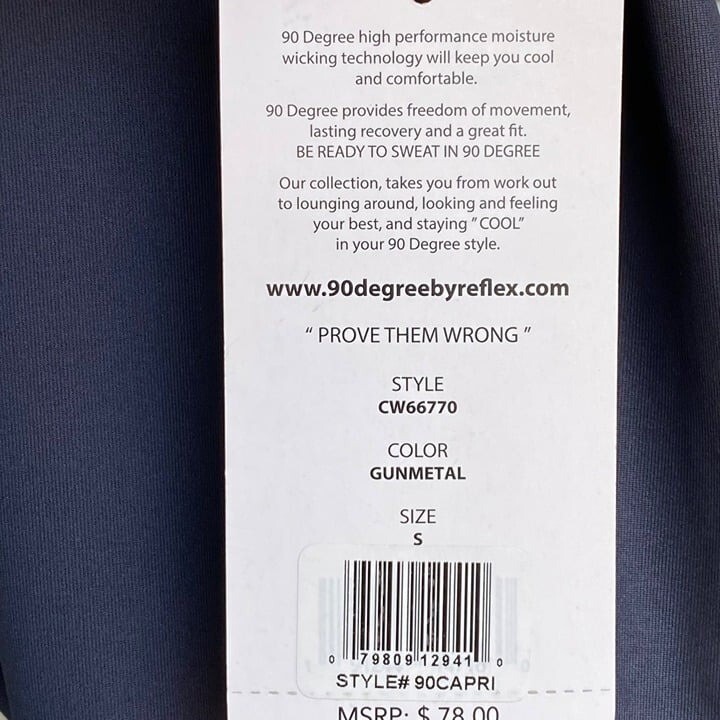 90 Degree high performance moisture
wicking technology will keep you cool
and comfortable.
90 Degree provides freedom of movement,
lasting recovery and a great fit.
BE READY TO SWEAT IN 90 DEGREE
Our collection, takes you from work out
to lounging around, looking and feeling
your best, and staying "COOL"
in your 90 Degree style.
www.90degreebyreflex.com
" PROVE THEM WRONG "
STYLE
CW66770
COLOR
GUNMETAL
SIZE
S
0 79809 12941 0
STYLE# 90CAPRI
MSRP: $ 78.00